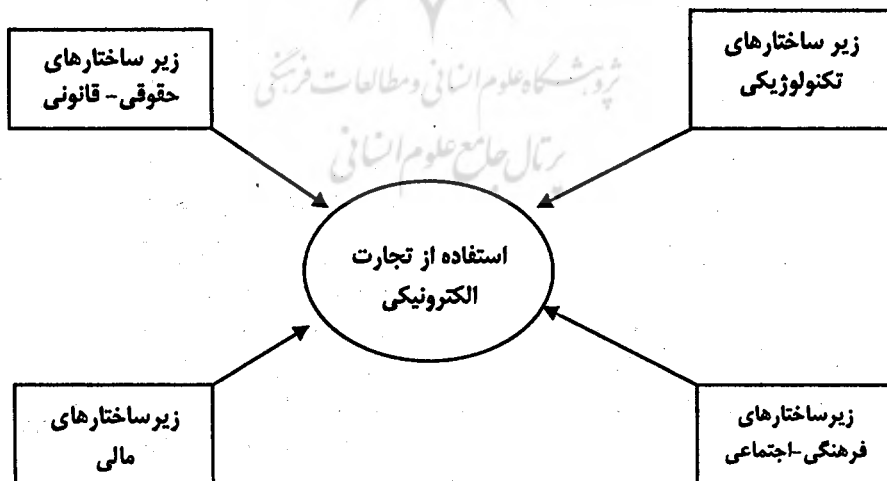 زیر ساختارهای
تکنولوژیکی
زیر ساختارهای
حقوقی- قانونی
پژوهشگاه علوم انسانی و مطالعات فرهنگی
پرتال جامع علوم انسانی
استفاده از تجارت
الکترونیکی
زیرساختارهای
فرهنگی-اجتماعی
زیرساختارهای
مالی